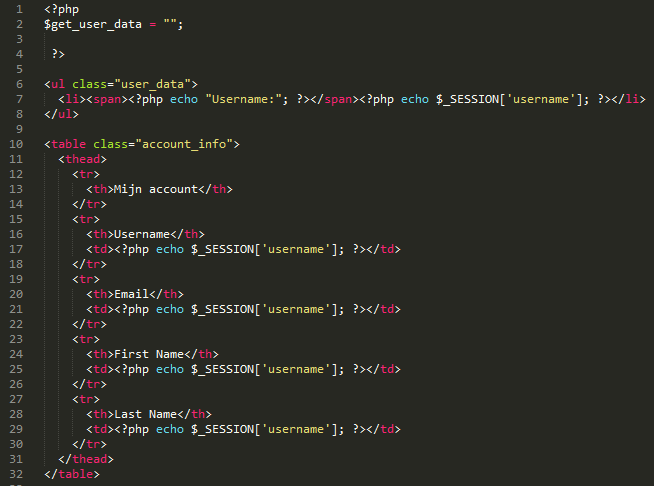 1 <?php
2 $get_user_data = "";
3
4 ?>
5
6 <ul class="user_data">
7 <li><span><?php echo "Username:"; ?></span><?php echo $_SESSION['username']; ?></li>
8 </ul>
9
10 <table class="account_info">
11 <thead>
12 <tr>
13 <th>Mijn account</th>
14 </tr>
15 <tr>
16 <th>Username</th>
17 <td><?php echo $_SESSION['username']; ?></td>
18 </tr>
19 <tr>
20 <th>Email</th>
21 <td><?php echo $_SESSION['username']; ?></td>
22 </tr>
23 <tr>
24 <th>First Name</th>
25 <td><?php echo $_SESSION['username']; ?></td>
26 </tr>
27 <tr>
28 <th>Last Name</th>
29 <td><?php echo $_SESSION['username']; ?></td>
30 </tr>
31 </thead>
32 </table>